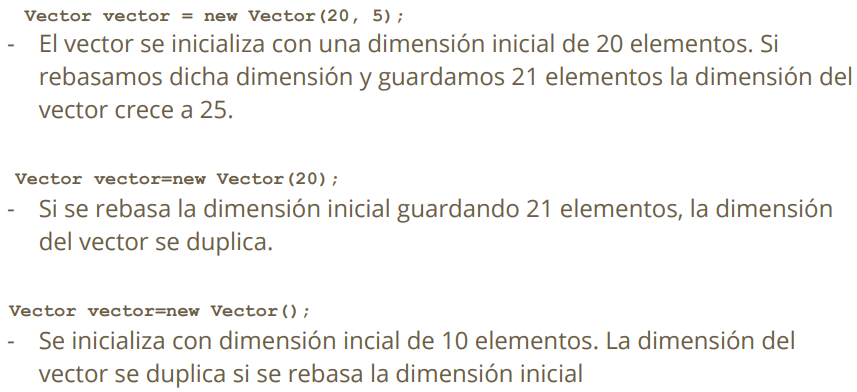 Vector vector = new Vector(20, 5);
- El vector se inicializa con una dimensión inicial de 20 elementos. Si
rebasamos dicha dimensión y guardamos 21 elementos la dimensión del
vector crece a 25.
Vector vector=new Vector(20);
- Si se rebasa la dimensión inicial guardando 21 elementos, la dimensión
del vector se duplica.
Vector vector=new Vector();
- Se inicializa con dimensión incial de 10 elementos. La dimensión del
vector se duplica si se rebasa la dimensión inicial